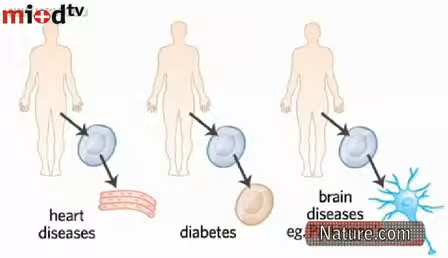 miodtv
heart
diseases
diabetes
brain
diseases
eg.
Nature.com